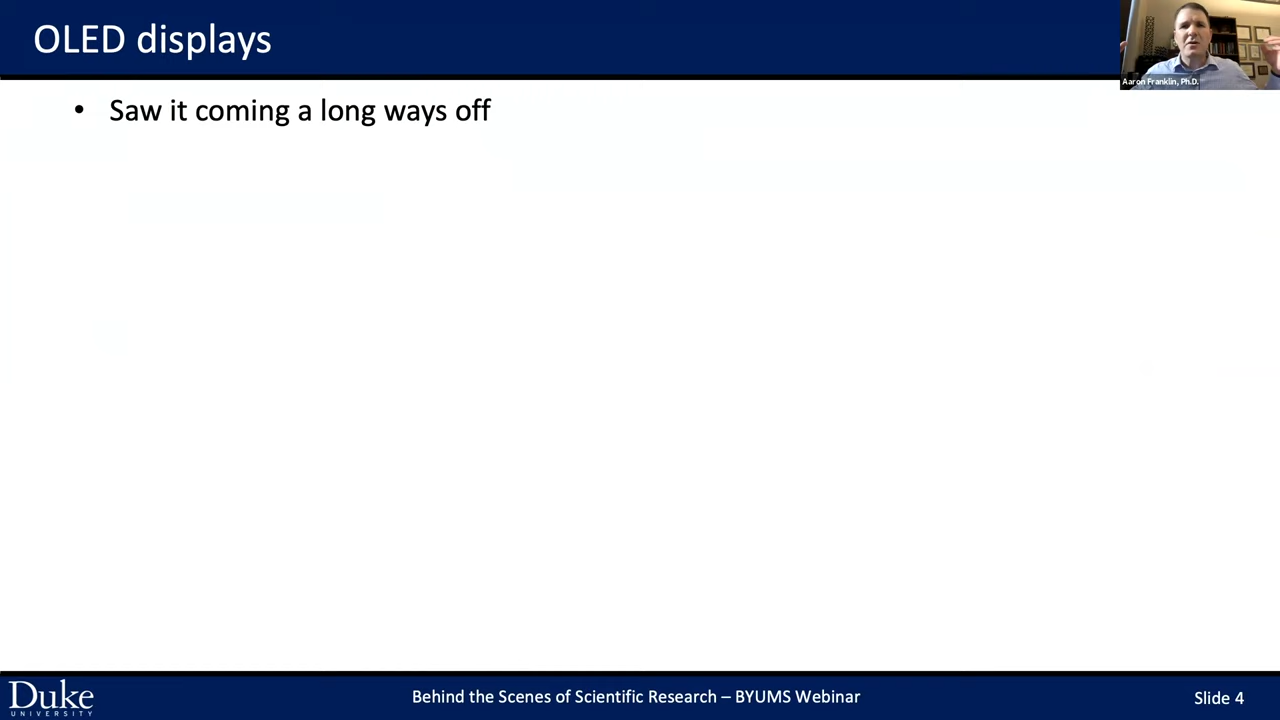 OLED displays
Aaron Franklin, Ph.D.
• Saw it coming a long ways off
Duke
UNIVERSITY
Behind the Scenes of Scientific Research – BYUMS Webinar
Slide 4